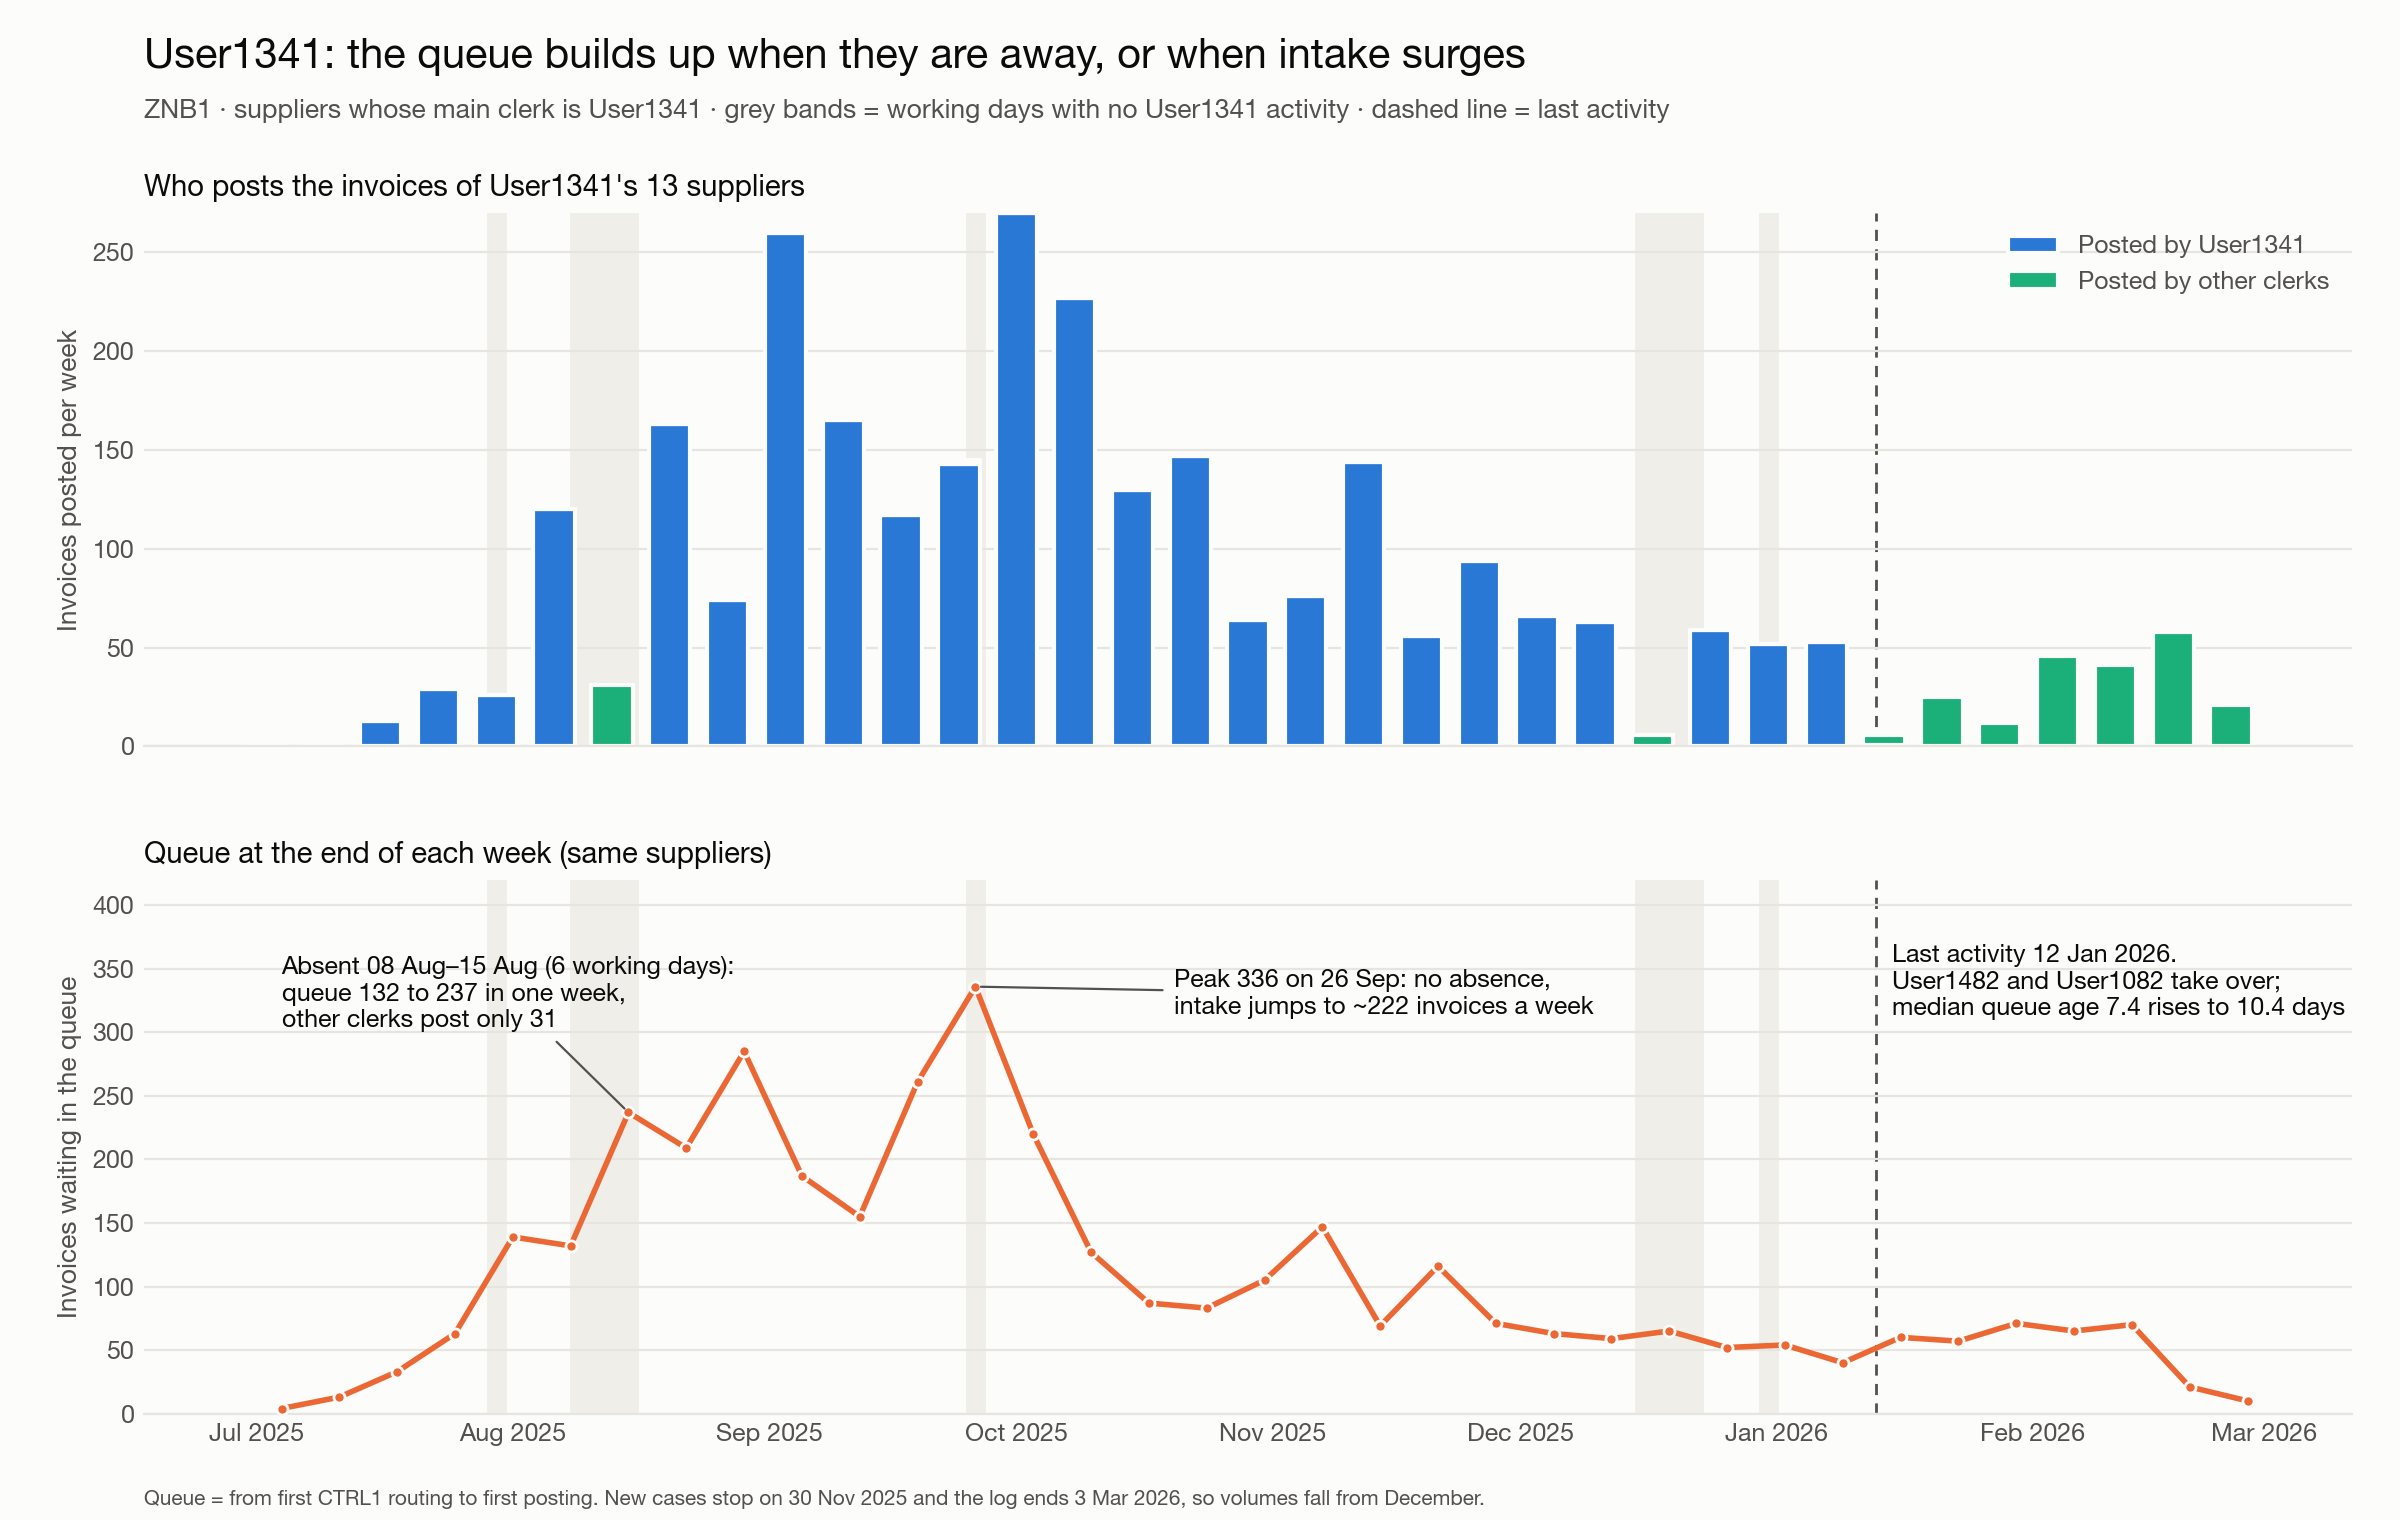 User1341: the queue builds up when they are away, or when intake surges
ZNB1 · suppliers whose main clerk is User1341 · grey bands = working days with no User1341 activity · dashed line = last activity
Who posts the invoices of User1341's 13 suppliers
Invoices posted per week
250
200
150
100
50
0
Posted by User1341
Posted by other clerks
Queue at the end of each week (same suppliers)
Invoices waiting in the queue
400
350
300
250
200
150
100
50
0
Absent 08 Aug–15 Aug (6 working days):
queue 132 to 237 in one week,
other clerks post only 31
Peak 336 on 26 Sep: no absence,
intake jumps to ~222 invoices a week
Last activity 12 Jan 2026.
User1482 and User1082 take over;
median queue age 7.4 rises to 10.4 days
Jul 2025
Aug 2025
Sep 2025
Oct 2025
Nov 2025
Dec 2025
Jan 2026
Feb 2026
Mar 2026
Queue = from first CTRL1 routing to first posting. New cases stop on 30 Nov 2025 and the log ends 3 Mar 2026, so volumes fall from December.